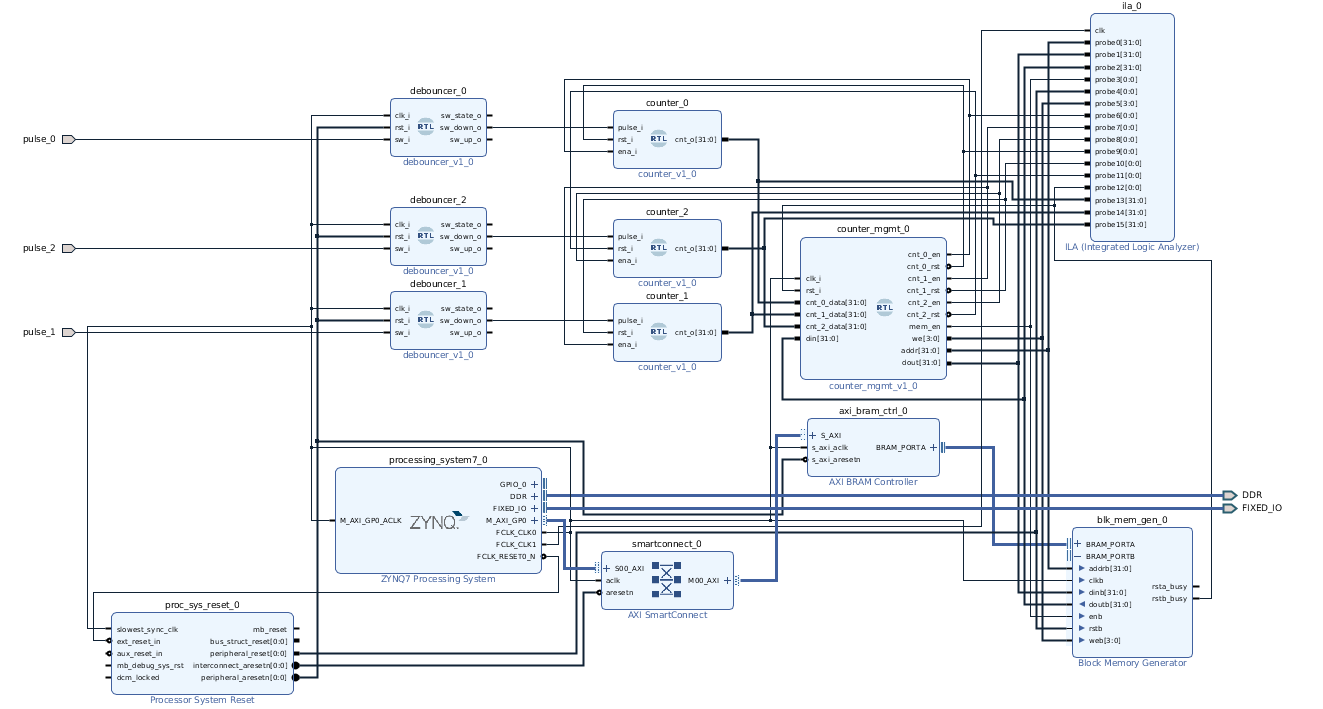 ila_0
clk
probe0[31:0]
probe1[31:0]
probe2[31:0]
probe3[0:0]
probe4[0:0]
probe5[3:0]
probe6[0:0]
probe7[0:0]
probe8[0:0]
probe9[0:0]
probe10[0:0]
probe11[0:0]
probe12[0:0]
probe13[31:0]
probe14[31:0]
probe15[31:0]
ILA (Integrated Logic Analyzer)
pulse_0
debouncer_0
clk_i
rst_i
sw_i
RTL
sw_state_o
sw_down_o
sw_up_o
debouncer_v1_0
counter_0
pulse_i
rst_i
ena_i
RTL
cnt_o[31:0]
counter_v1_0
pulse_2
debouncer_2
clk_i
rst_i
sw_i
RTL
sw_state_o
sw_down_o
sw_up_o
debouncer_v1_0
counter_2
pulse_i
rst_i
ena_i
RTL
cnt_o[31:0]
counter_v1_0
pulse_1
debouncer_1
clk_i
rst_i
sw_i
RTL
sw_state_o
sw_down_o
sw_up_o
debouncer_v1_0
counter_1
pulse_i
rst_i
ena_i
RTL
cnt_o[31:0]
counter_v1_0
counter_mgmt_0
clk_i
rst_i
cnt_0_data[31:0]
cnt_1_data[31:0]
cnt_2_data[31:0]
din[31:0]
RTL
cnt_0_en
cnt_0_rst
cnt_1_en
cnt_1_rst
cnt_2_en
cnt_2_rst
mem_en
we[3:0]
addr[31:0]
dout[31:0]
counter_mgmt_v1_0
axi_bram_ctrl_0
S_AXI
s_axi_aclk
s_axi_aresetn
BRAM_PORTA
AXI BRAM Controller
processing_system7_0
M_AXI_GP0_ACLK
ZYNQ
GPIO_0
DDR
FIXED_IO
M_AXI_GP0
FCLK_CLK0
FCLK_CLK1
FCLK_RESET0_N
ZYNQ7 Processing System
DDR
FIXED_IO
smartconnect_0
S00_AXI
aclk
aresetn
M00_AXI
AXI SmartConnect
blk_mem_gen_0
BRAM_PORTA
BRAM_PORTB
addrb[31:0]
clkb
dinb[31:0]
doutb[31:0]
enb
rstb
web[3:0]
rsta_busy
rstb_busy
Block Memory Generator
proc_sys_reset_0
slowest_sync_clk
ext_reset_in
aux_reset_in
mb_debug_sys_rst
dcm_locked
mb_reset
bus_struct_reset[0:0]
peripheral_reset[0:0]
interconnect_aresetn[0:0]
peripheral_aresetn[0:0]
Processor System Reset